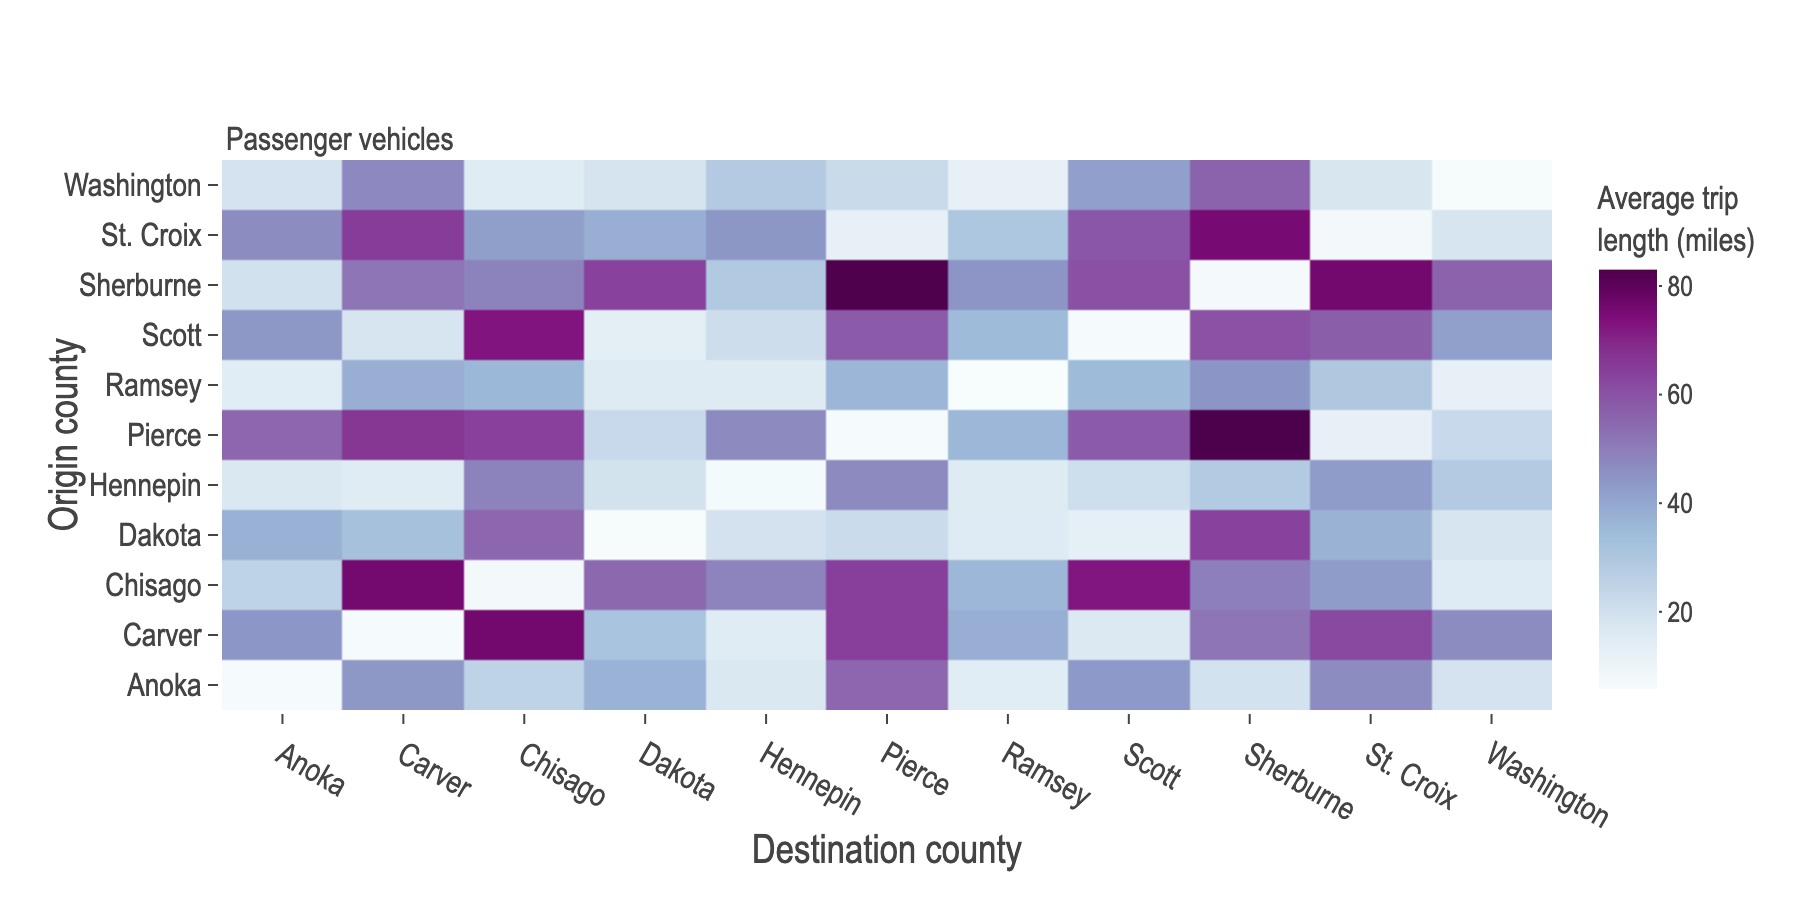 Passenger vehicles
Origin county
Washington
St. Croix
Sherburne
Scott
Ramsey
Pierce
Hennepin
Dakota
Chisago
Carver
Anoka
Anoka
Carver
Chisago
Dakota
Hennepin
Pierce
Ramsey
Scott
Sherburne
St. Croix
Washington
Destination county
Average trip
length (miles)
80
60
40
20